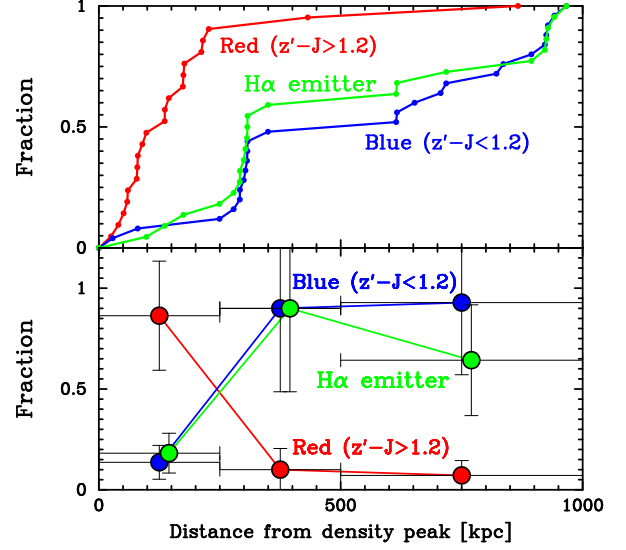 1
Red (z′−J>1.2)
Hα emitter
0.5
Fraction
Blue (z′−J<1.2)
0
Blue (z′−J<1.2)
1
Hα emitter
0.5
Fraction
Red (z′−J>1.2)
0
0 500 1000
Distance from density peak [kpc]